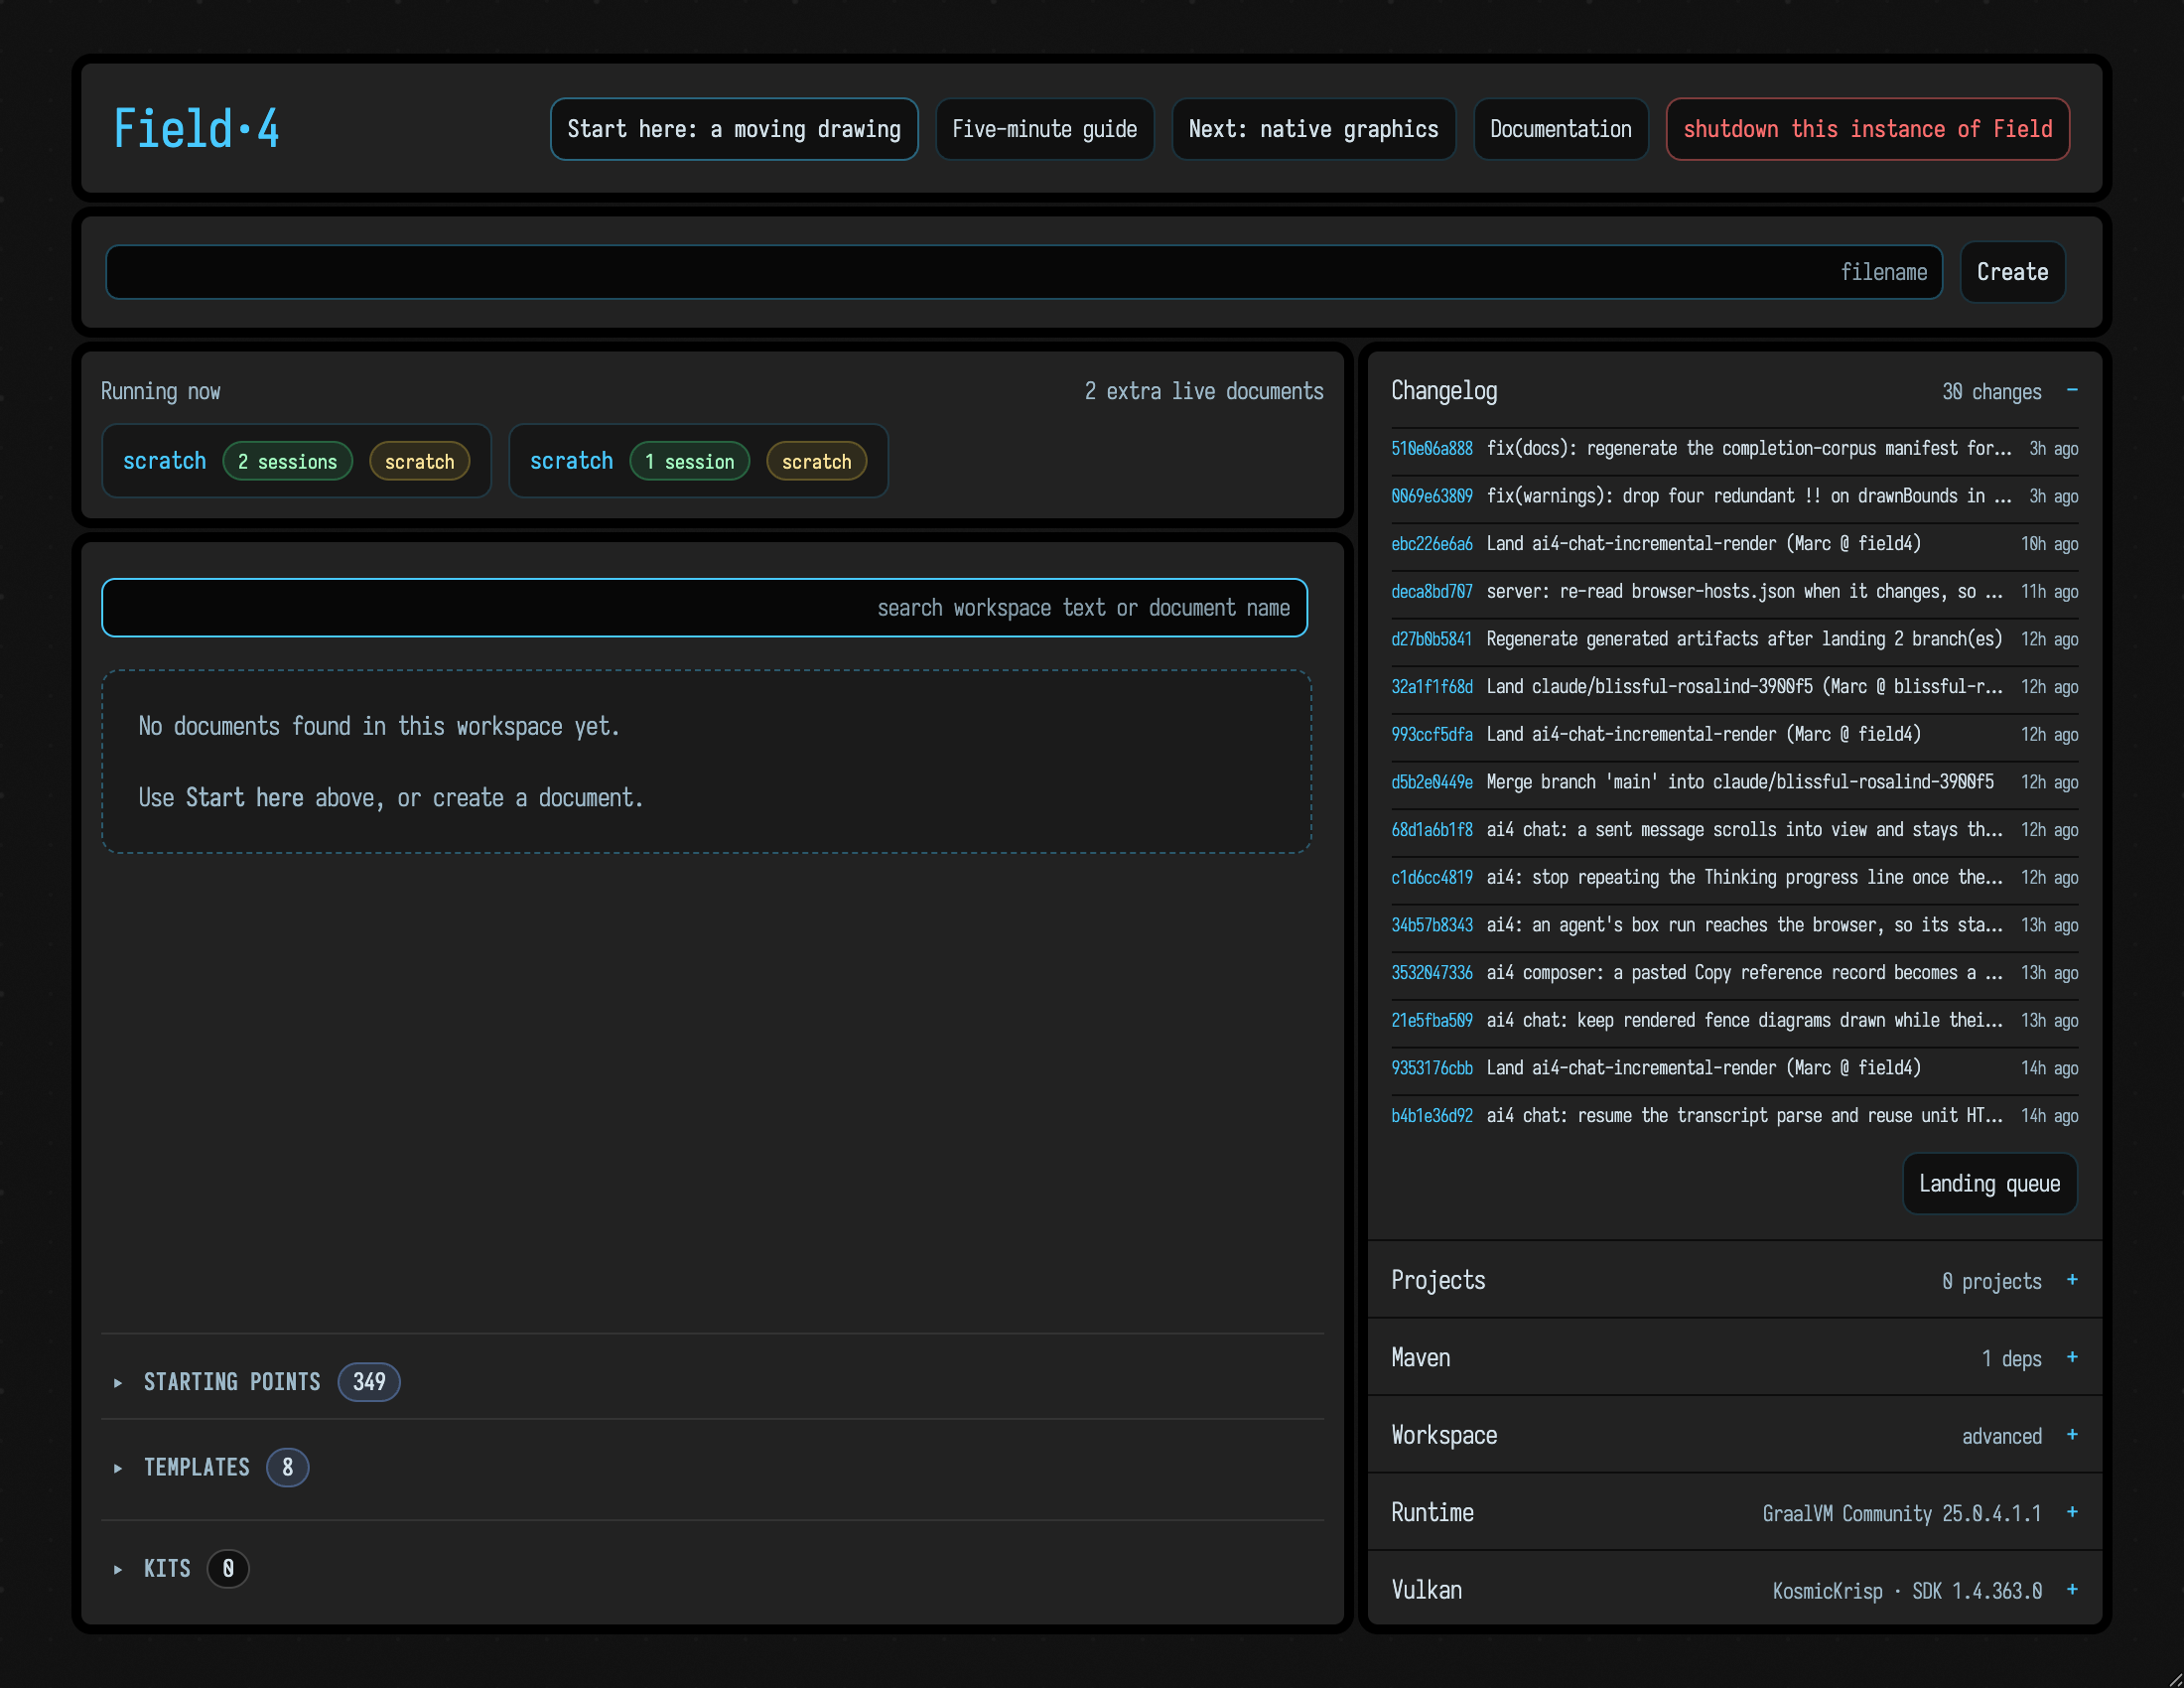 Field·4
Start here: a moving drawing
Five-minute guide
Next: native graphics
Documentation
shutdown this instance of Field
filename
Create
Running now
2 extra live documents
scratch 2 sessions scratch
scratch 1 session scratch
search workspace text or document name
No documents found in this workspace yet.
Use Start here above, or create a document.
▸ STARTING POINTS 349
▸ TEMPLATES 8
▸ KITS 0
Changelog 30 changes −
510e06a888 fix(docs): regenerate the completion-corpus manifest for... 3h ago
0069e63809 fix(warnings): drop four redundant !! on drawnBounds in ... 3h ago
ebc226e6a6 Land ai4-chat-incremental-render (Marc @ field4) 10h ago
deca8bd707 server: re-read browser-hosts.json when it changes, so ... 11h ago
d27b0b5841 Regenerate generated artifacts after landing 2 branch(es) 12h ago
32a1f1f68d Land claude/blissful-rosalind-3900f5 (Marc @ blissful-r... 12h ago
993ccf5dfa Land ai4-chat-incremental-render (Marc @ field4) 12h ago
d5b2e0449e Merge branch 'main' into claude/blissful-rosalind-3900f5 12h ago
68d1a6b1f8 ai4 chat: a sent message scrolls into view and stays th... 12h ago
c1d6cc4819 ai4: stop repeating the Thinking progress line once the... 12h ago
34b57b8343 ai4: an agent's box run reaches the browser, so its sta... 13h ago
3532047336 ai4 composer: a pasted Copy reference record becomes a ... 13h ago
21e5fba509 ai4 chat: keep rendered fence diagrams drawn while thei... 13h ago
9353176cbb Land ai4-chat-incremental-render (Marc @ field4) 14h ago
b4b1e36d92 ai4 chat: resume the transcript parse and reuse unit HT... 14h ago
Landing queue
Projects 0 projects +
Maven 1 deps +
Workspace advanced +
Runtime GraalVM Community 25.0.4.1.1 +
Vulkan KosmicKrisp · SDK 1.4.363.0 +